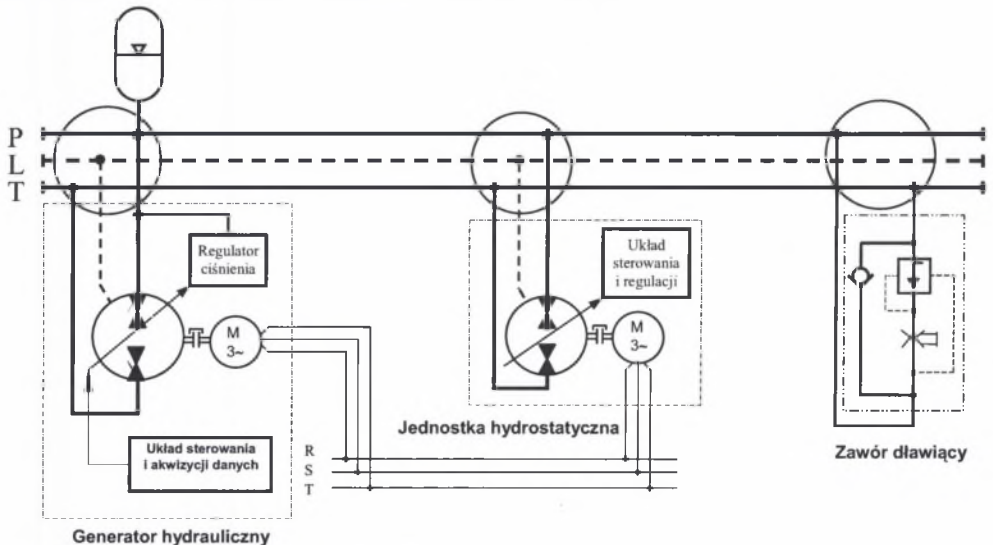 P
L
T
Regulator
ciśnienia
Układ
sterowania
i regulacji
M
3~
M
3~
Jednostka hydrostatyczna
Układ sterowania
i akwizycji danych
R
S
T
Zawór dławiący
Generator hydrauliczny